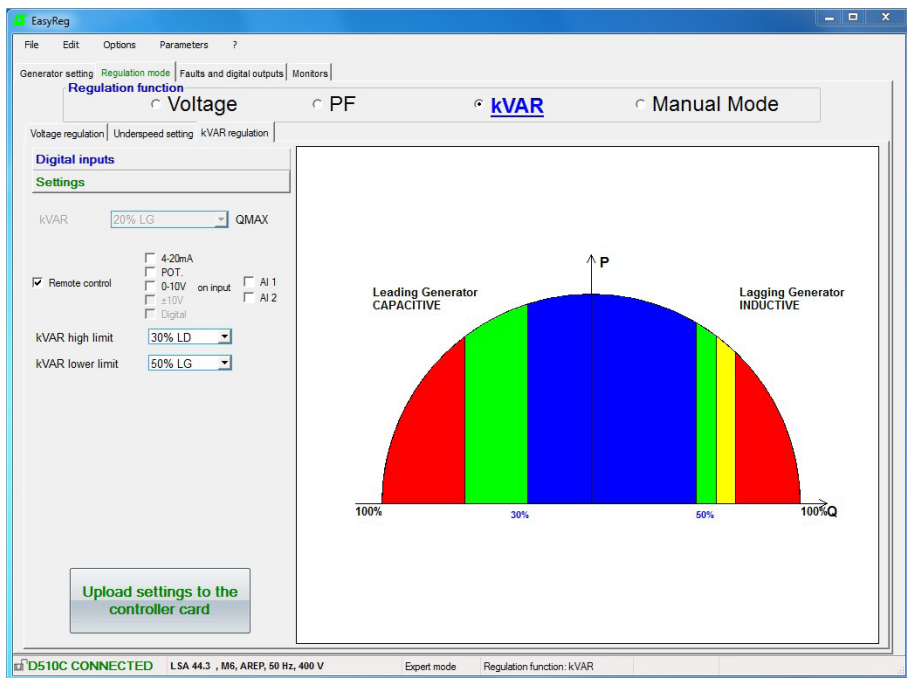 EasyReg
File Edit Options Parameters ?
Generator setting Regulation mode Faults and digital outputs Monitors
Regulation function
Voltage PF kVAR Manual Mode
Voltage regulation Underspeed setting kVAR regulation
Digital inputs
Settings
kVAR 20% LG QMAX
4-20mA
POT.
Remote control 0-10V on input AI 1
±10V AI 2
Digital
kVAR high limit 30% LD
kVAR lower limit 50% LG
P
Leading Generator
CAPACITIVE
Lagging Generator
INDUCTIVE
100% 30% 50% 100%Q
Upload settings to the
controller card
D510C CONNECTED LSA 44.3 , M6, AREP, 50 Hz, 400 V Expert mode Regulation function: kVAR